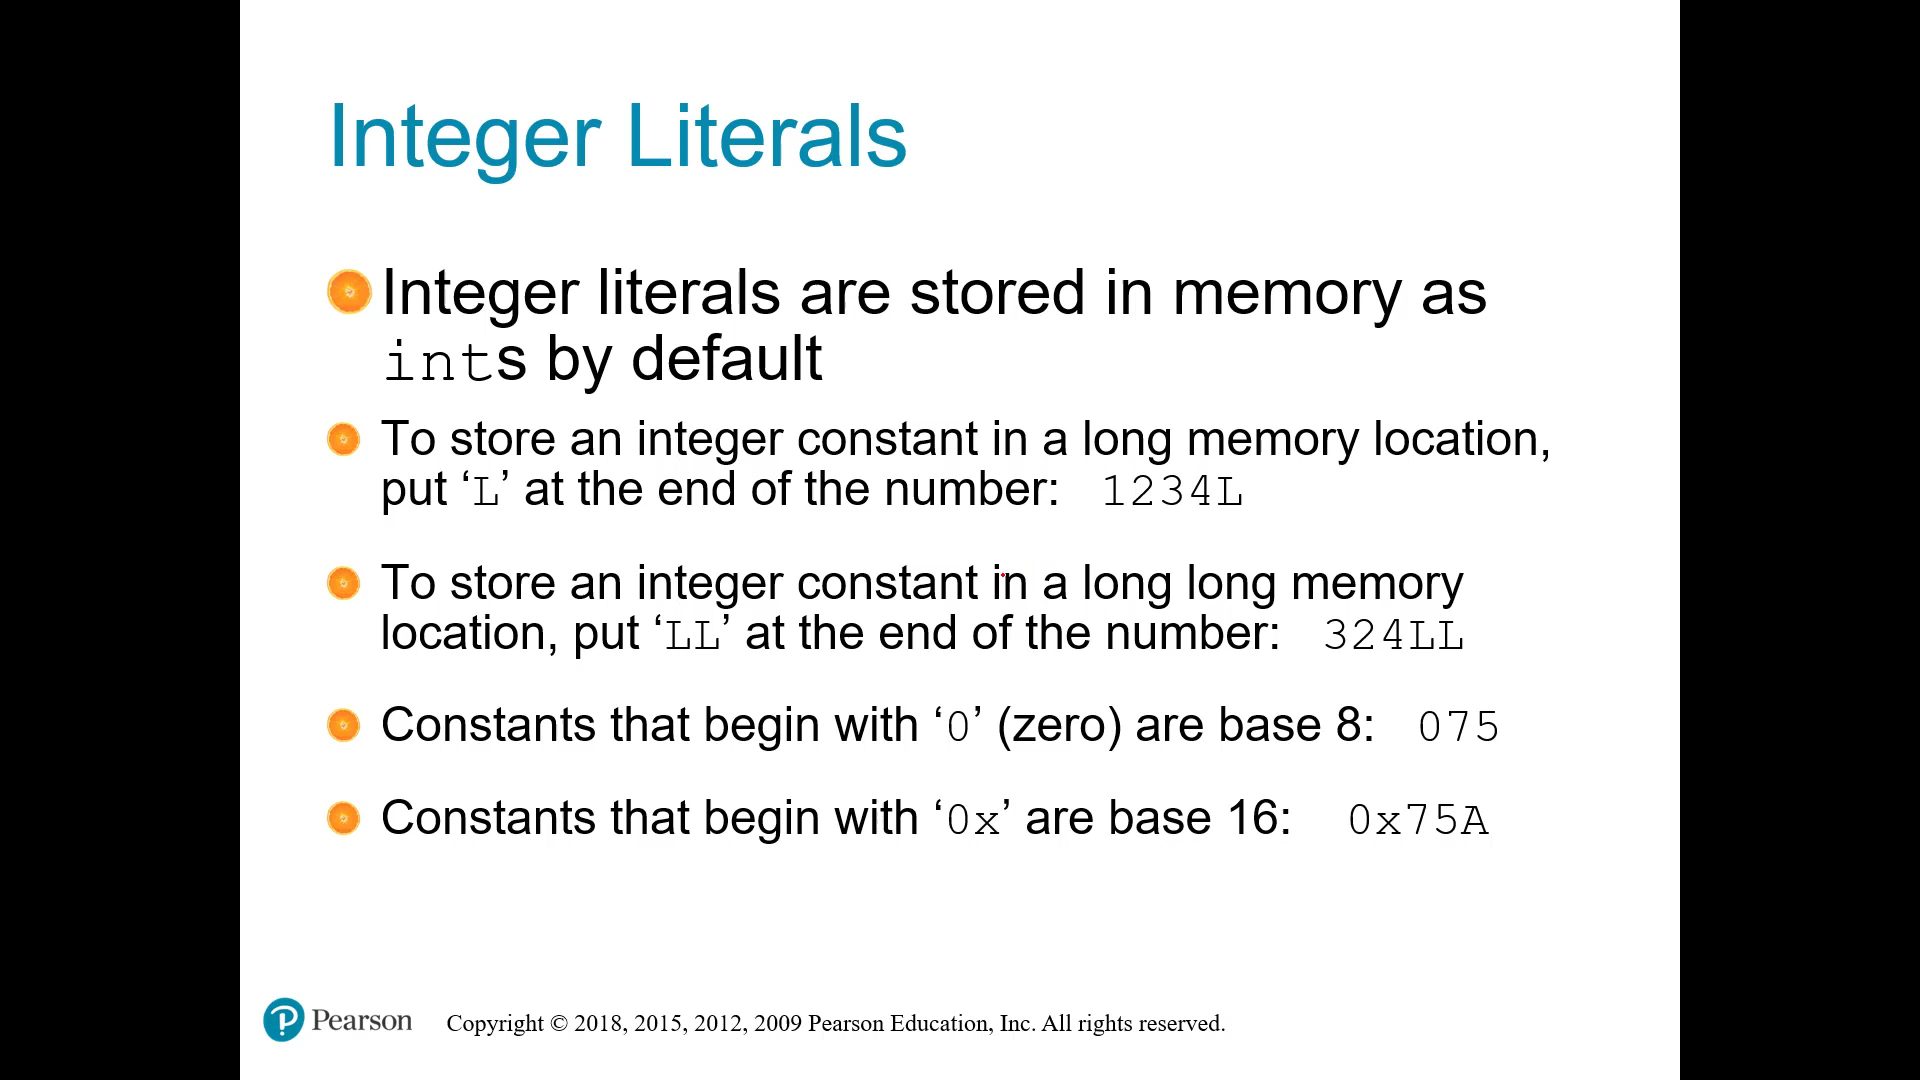 Integer Literals
Integer literals are stored in memory as
ints by default
To store an integer constant in a long memory location,
put ‘L’ at the end of the number: 1234L
To store an integer constant in a long long memory
location, put ‘LL’ at the end of the number: 324LL
Constants that begin with ‘0’ (zero) are base 8: 075
Constants that begin with ‘0x’ are base 16: 0x75A
Pearson Copyright © 2018, 2015, 2012, 2009 Pearson Education, Inc. All rights reserved.